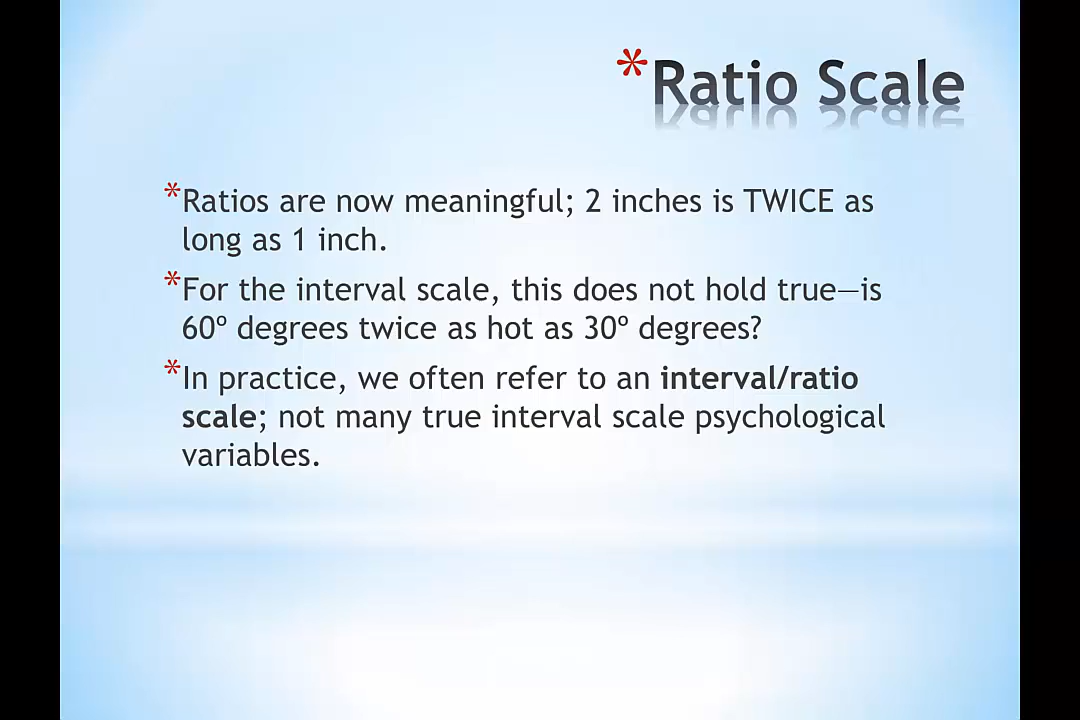 *Ratio Scale
*Ratios are now meaningful; 2 inches is TWICE as
long as 1 inch.
*For the interval scale, this does not hold true—is
60º degrees twice as hot as 30º degrees?
*In practice, we often refer to an interval/ratio
scale; not many true interval scale psychological
variables.